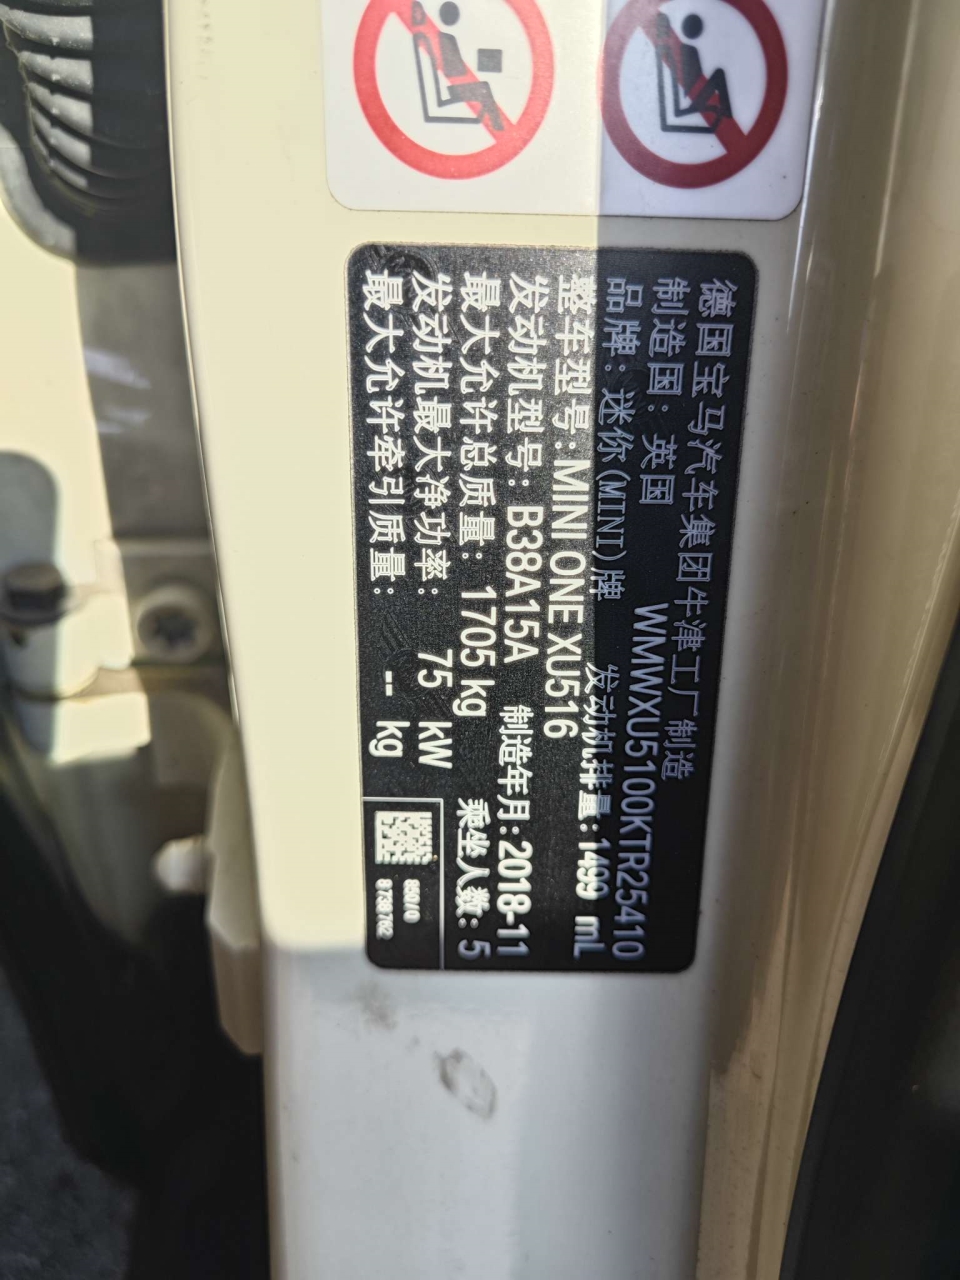 德国宝马汽车集团牛津工厂制造
制造国：英国 WMWXU5100KTR25410
品牌：迷你(MINI)牌 发动机排量：1499 mL
整车型号：MINI ONE XU516
发动机型号：B38A15A 制造年月：2018-11
最大允许总质量：1705 kg 乘坐人数：5
发动机最大净功率：75 kW
最大允许牵引质量：-- kg
850/0
9738762